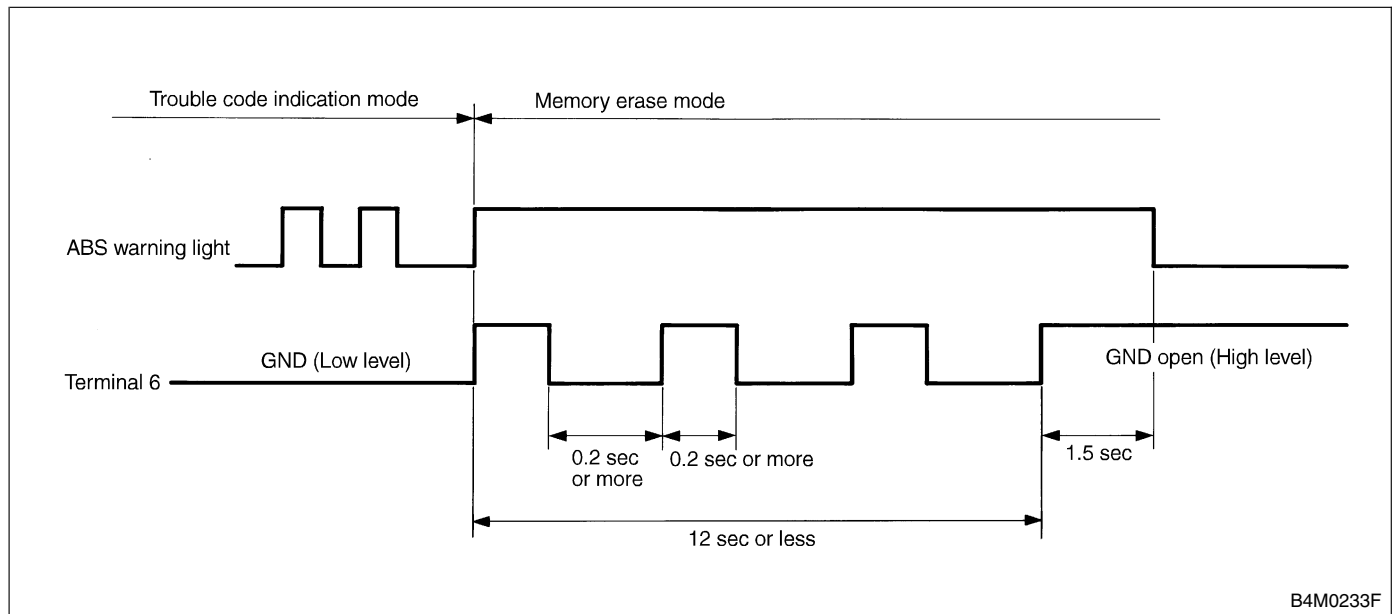 Trouble code indication mode
Memory erase mode
ABS warning light
GND (Low level)
GND open (High level)
Terminal 6
0.2 sec
or more
0.2 sec or more
1.5 sec
12 sec or less
B4M0233F